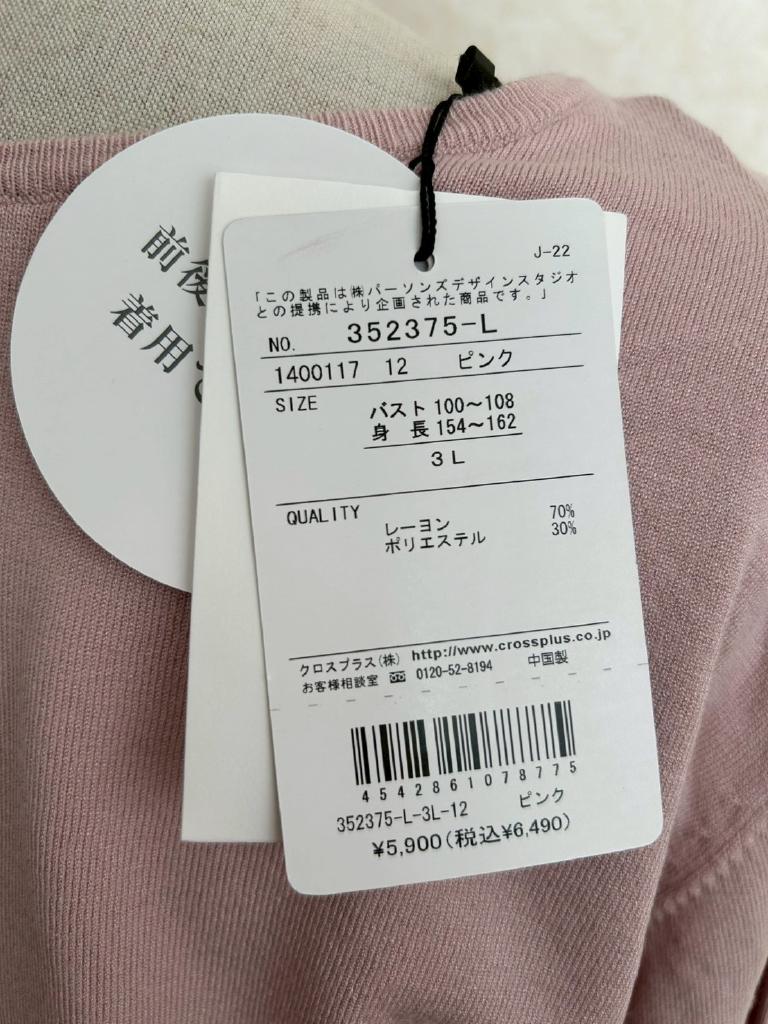 前後
着用
J-22
「この製品は㈱パーソンズデザインスタジオ
との提携により企画された商品です。」
NO. 352375-L
1400117 12 ピンク
SIZE
バスト 100〜108
身 長 154〜162
3L
QUALITY
レーヨン 70%
ポリエステル 30%
クロスプラス(株) http://www.crossplus.co.jp
お客様相談室 0120-52-8194 中国製
4542861078775
352375-L-3L-12 ピンク
¥5,900(税込¥6,490)